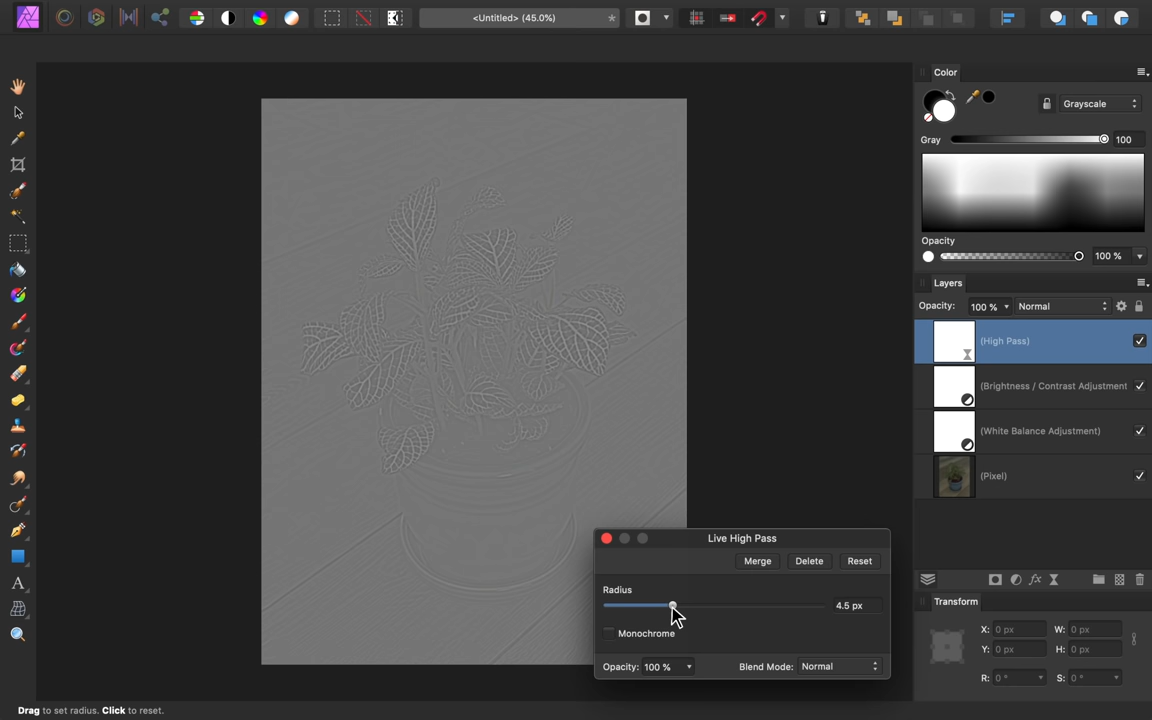 <Untitled> (45.0%)
*
Color
Grayscale
Gray
100
Opacity
100 %
Layers
Opacity:
100 %
Normal
(High Pass)
(Brightness / Contrast Adjustment
(White Balance Adjustment)
(Pixel)
Live High Pass
Merge
Delete
Reset
Radius
4.5 px
Monochrome
Opacity:
100 %
Blend Mode:
Normal
Transform
X: 0 px W: 0 px
Y: 0 px H: 0 px
R: 0 ° S: 0 °
A
Drag to set radius. Click to reset.